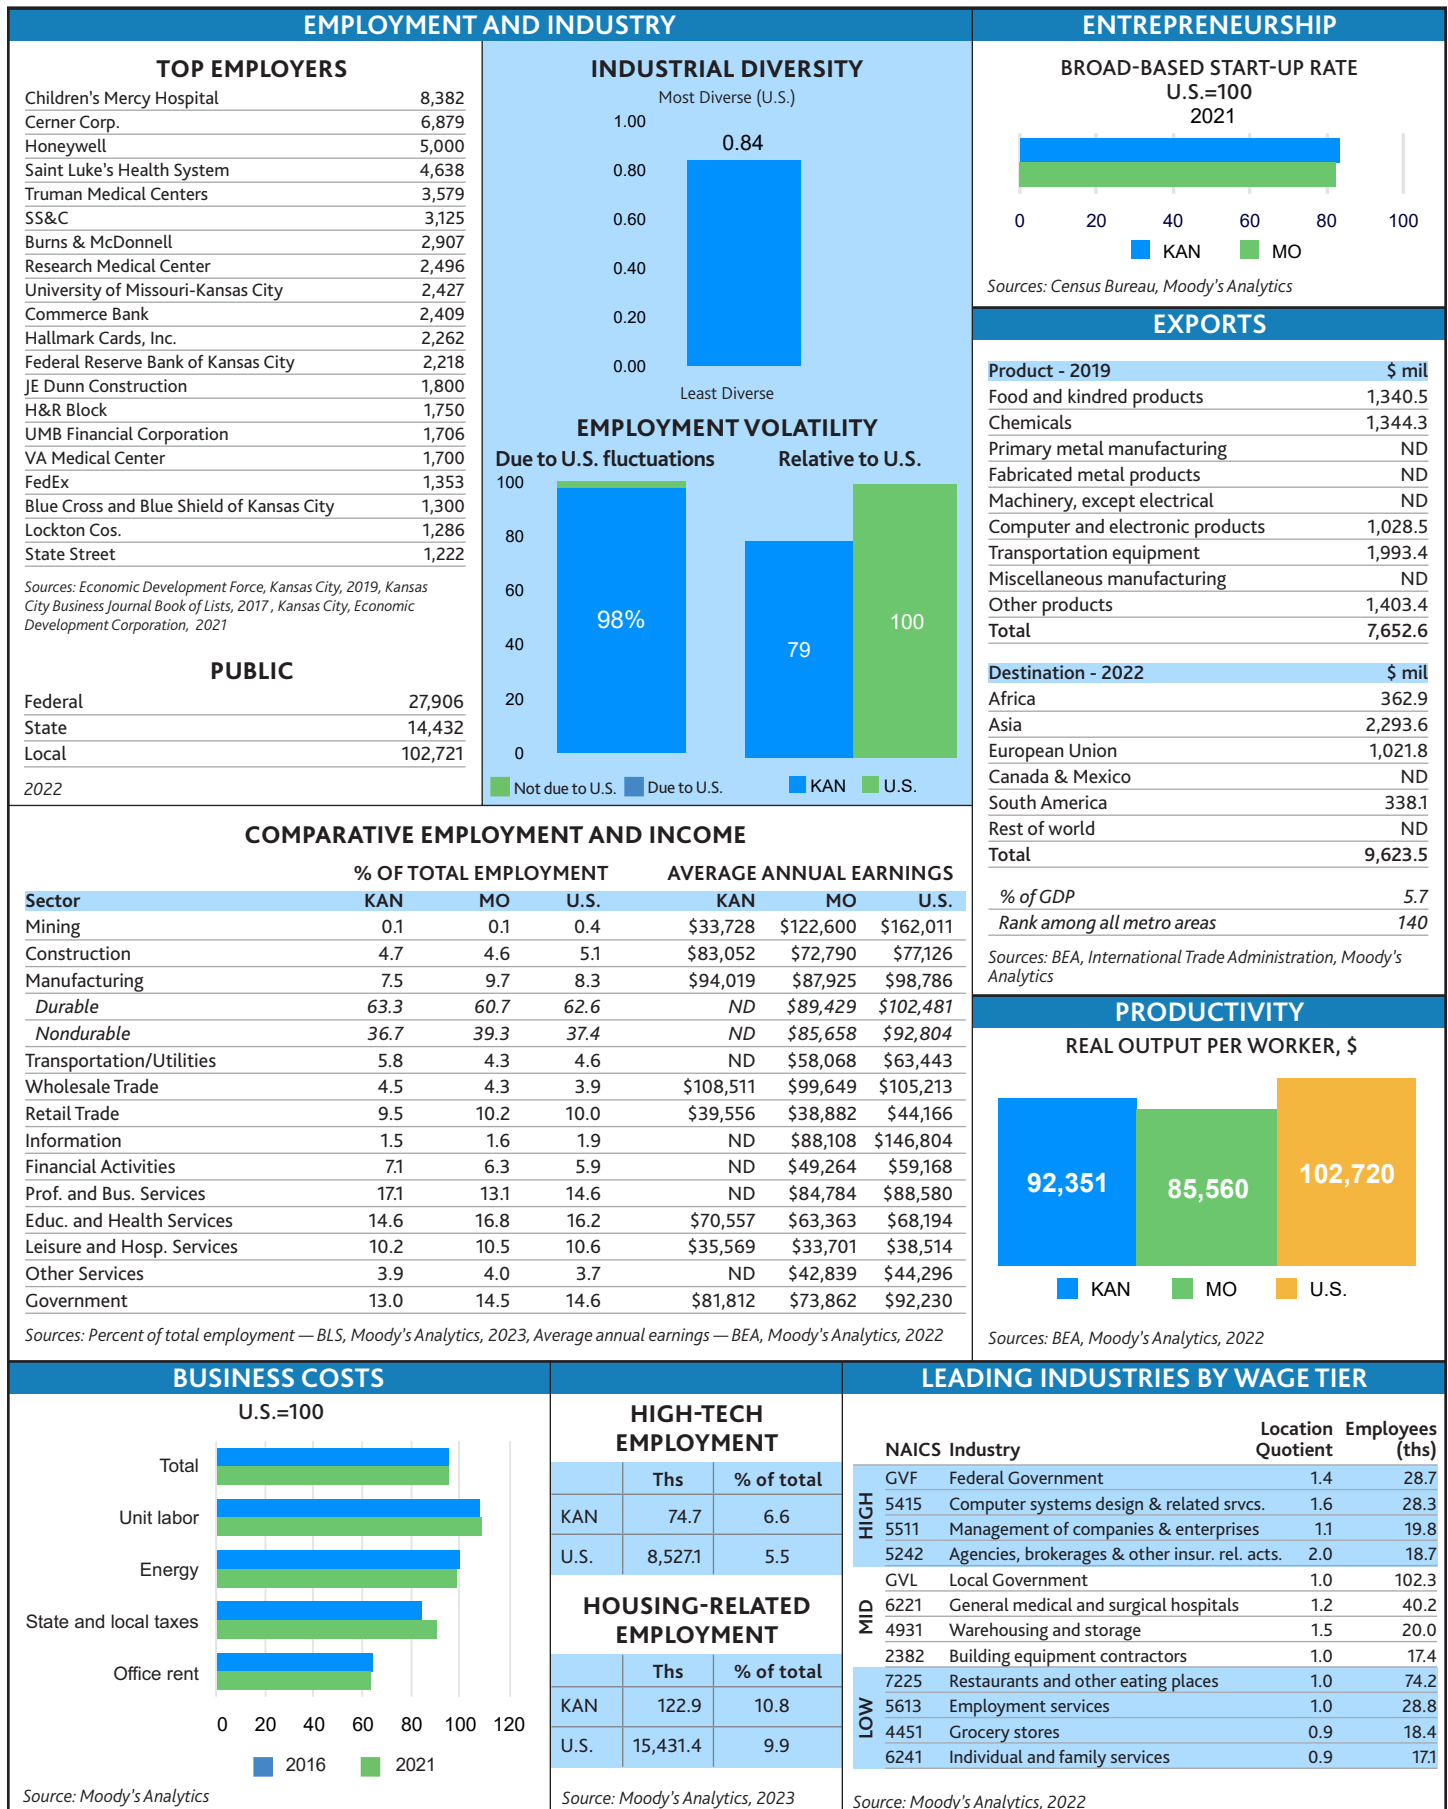 EMPLOYMENT AND INDUSTRY
TOP EMPLOYERS
Children's Mercy Hospital 8,382
Cerner Corp. 6,879
Honeywell 5,000
Saint Luke's Health System 4,638
Truman Medical Centers 3,579
SS&C 3,125
Burns & McDonnell 2,907
Research Medical Center 2,496
University of Missouri-Kansas City 2,427
Commerce Bank 2,409
Hallmark Cards, Inc. 2,262
Federal Reserve Bank of Kansas City 2,218
JE Dunn Construction 1,800
H&R Block 1,750
UMB Financial Corporation 1,706
VA Medical Center 1,700
FedEx 1,353
Blue Cross and Blue Shield of Kansas City 1,300
Lockton Cos. 1,286
State Street 1,222
Sources: Economic Development Force, Kansas City, 2019, Kansas
City Business Journal Book of Lists, 2017 , Kansas City, Economic
Development Corporation, 2021
PUBLIC
Federal 27,906
State 14,432
Local 102,721
2022
INDUSTRIAL DIVERSITY
Most Diverse (U.S.)
1.00
0.84
0.80
0.60
0.40
0.20
0.00
Least Diverse
EMPLOYMENT VOLATILITY
Due to U.S. fluctuations Relative to U.S.
100
80
60
40
20
0
98%
79
100
Not due to U.S. Due to U.S. KAN U.S.
ENTREPRENEURSHIP
BROAD-BASED START-UP RATE
U.S.=100
2021
0 20 40 60 80 100
KAN MO
Sources: Census Bureau, Moody's Analytics
EXPORTS
Product - 2019 $ mil
Food and kindred products 1,340.5
Chemicals 1,344.3
Primary metal manufacturing ND
Fabricated metal products ND
Machinery, except electrical ND
Computer and electronic products 1,028.5
Transportation equipment 1,993.4
Miscellaneous manufacturing ND
Other products 1,403.4
Total 7,652.6
Destination - 2022 $ mil
Africa 362.9
Asia 2,293.6
European Union 1,021.8
Canada & Mexico ND
South America 338.1
Rest of world ND
Total 9,623.5
% of GDP 5.7
Rank among all metro areas 140
Sources: BEA, International Trade Administration, Moody's
Analytics
COMPARATIVE EMPLOYMENT AND INCOME
% OF TOTAL EMPLOYMENT AVERAGE ANNUAL EARNINGS
Sector KAN MO U.S. KAN MO U.S.
Mining 0.1 0.1 0.4 $33,728 $122,600 $162,011
Construction 4.7 4.6 5.1 $83,052 $72,790 $77,126
Manufacturing 7.5 9.7 8.3 $94,019 $87,925 $98,786
Durable 63.3 60.7 62.6 ND $89,429 $102,481
Nondurable 36.7 39.3 37.4 ND $85,658 $92,804
Transportation/Utilities 5.8 4.3 4.6 ND $58,068 $63,443
Wholesale Trade 4.5 4.3 3.9 $108,511 $99,649 $105,213
Retail Trade 9.5 10.2 10.0 $39,556 $38,882 $44,166
Information 1.5 1.6 1.9 ND $88,108 $146,804
Financial Activities 7.1 6.3 5.9 ND $49,264 $59,168
Prof. and Bus. Services 17.1 13.1 14.6 ND $84,784 $88,580
Educ. and Health Services 14.6 16.8 16.2 $70,557 $63,363 $68,194
Leisure and Hosp. Services 10.2 10.5 10.6 $35,569 $33,701 $38,514
Other Services 3.9 4.0 3.7 ND $42,839 $44,296
Government 13.0 14.5 14.6 $81,812 $73,862 $92,230
Sources: Percent of total employment — BLS, Moody's Analytics, 2023, Average annual earnings — BEA, Moody's Analytics, 2022
PRODUCTIVITY
REAL OUTPUT PER WORKER, $
92,351 85,560 102,720
KAN MO U.S.
Sources: BEA, Moody's Analytics, 2022
BUSINESS COSTS
U.S.=100
Total
Unit labor
Energy
State and local taxes
Office rent
0 20 40 60 80 100 120
2016 2021
Source: Moody's Analytics
HIGH-TECH
EMPLOYMENT
Ths % of total
KAN 74.7 6.6
U.S. 8,527.1 5.5
HOUSING-RELATED
EMPLOYMENT
Ths % of total
KAN 122.9 10.8
U.S. 15,431.4 9.9
Source: Moody's Analytics, 2023
LEADING INDUSTRIES BY WAGE TIER
Location Employees
NAICS Industry Quotient (ths)
HIGH
GVF Federal Government 1.4 28.7
5415 Computer systems design & related srvcs. 1.6 28.3
5511 Management of companies & enterprises 1.1 19.8
5242 Agencies, brokerages & other insur. rel. acts. 2.0 18.7
MID
GVL Local Government 1.0 102.3
6221 General medical and surgical hospitals 1.2 40.2
4931 Warehousing and storage 1.5 20.0
2382 Building equipment contractors 1.0 17.4
LOW
7225 Restaurants and other eating places 1.0 74.2
5613 Employment services 1.0 28.8
4451 Grocery stores 0.9 18.4
6241 Individual and family services 0.9 17.1
Source: Moody's Analytics, 2022